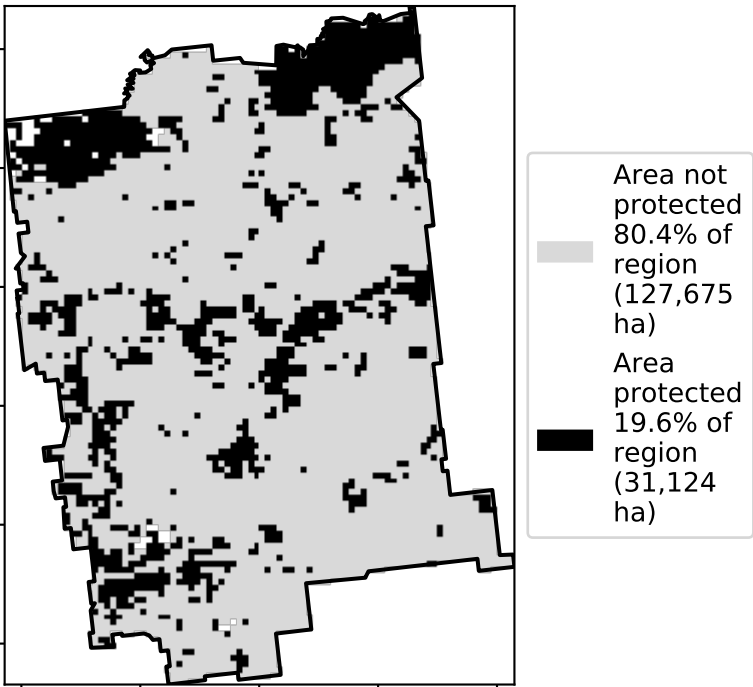 Area not
protected
80.4% of
region
(127,675
ha)
Area
protected
19.6% of
region
(31,124
ha)